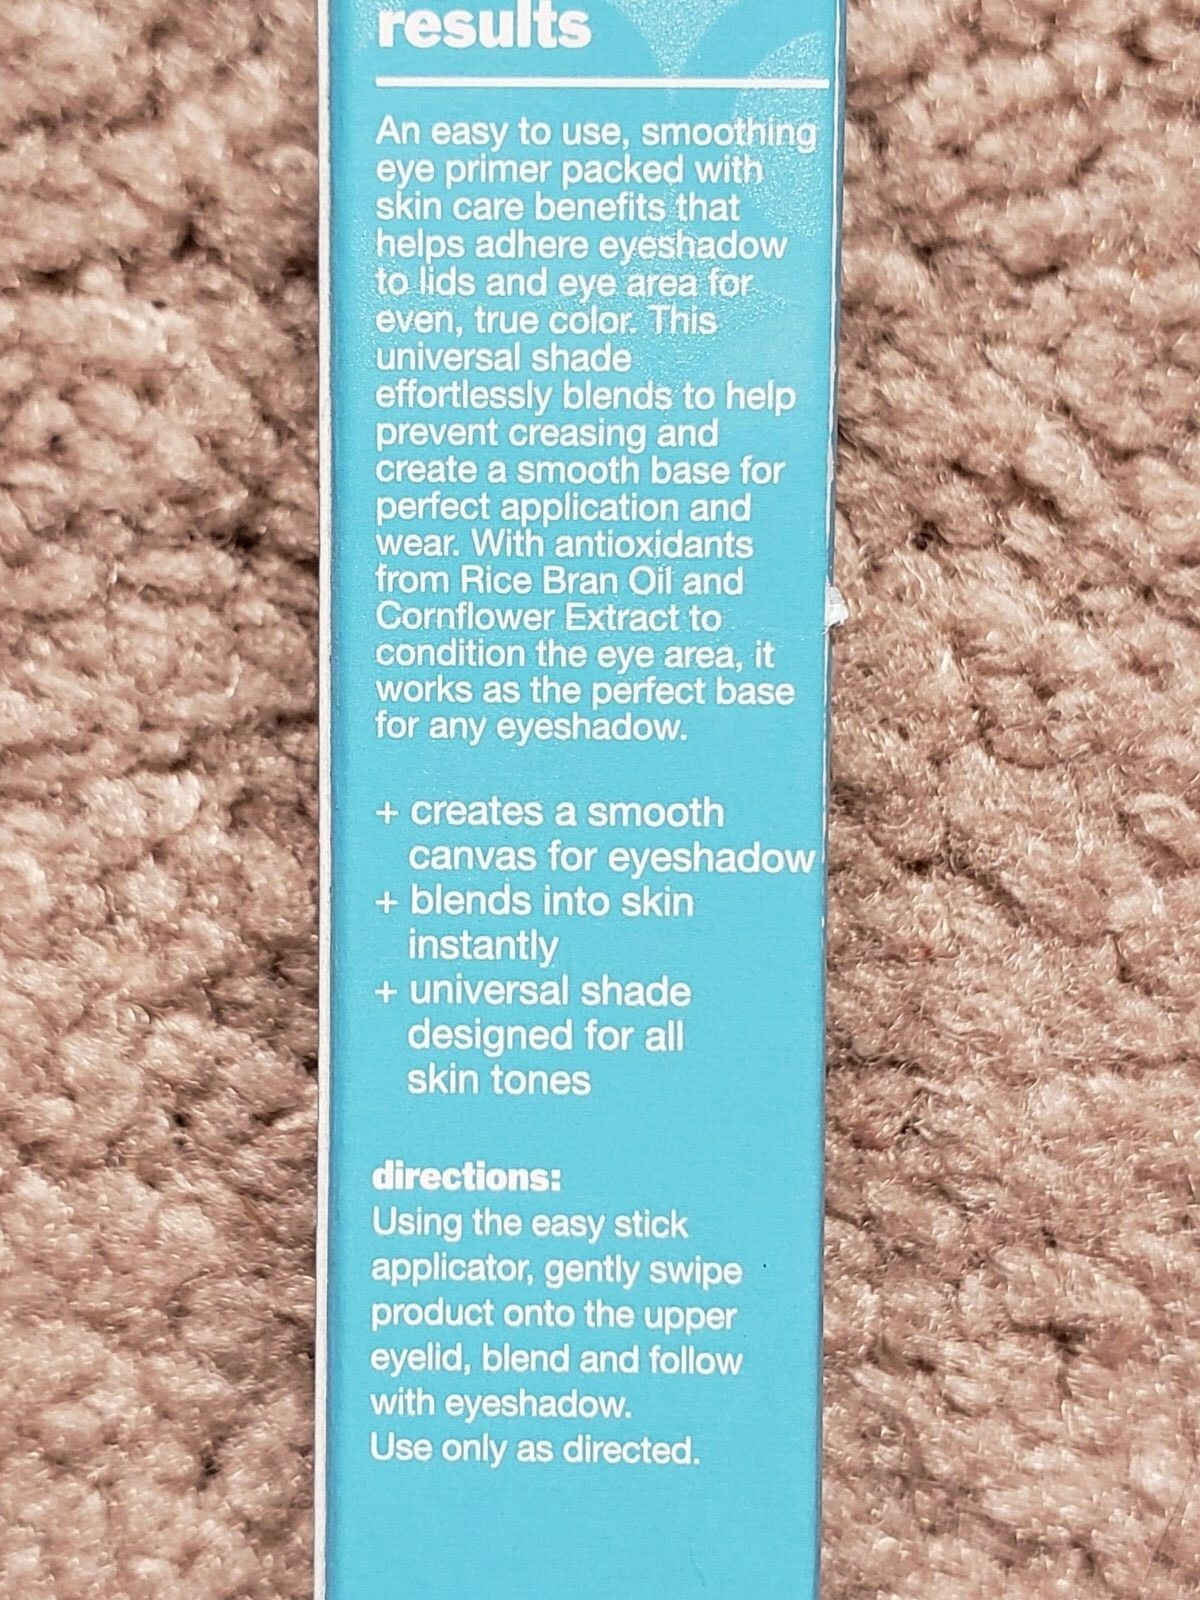 results
An easy to use, smoothing
eye primer packed with
skin care benefits that
helps adhere eyeshadow
to lids and eye area for
even, true color. This
universal shade
effortlessly blends to help
prevent creasing and
create a smooth base for
perfect application and
wear. With antioxidants
from Rice Bran Oil and
Cornflower Extract to
condition the eye area, it
works as the perfect base
for any eyeshadow.
+ creates a smooth
canvas for eyeshadow
+ blends into skin
instantly
+ universal shade
designed for all
skin tones
directions:
Using the easy stick
applicator, gently swipe
product onto the upper
eyelid, blend and follow
with eyeshadow.
Use only as directed.